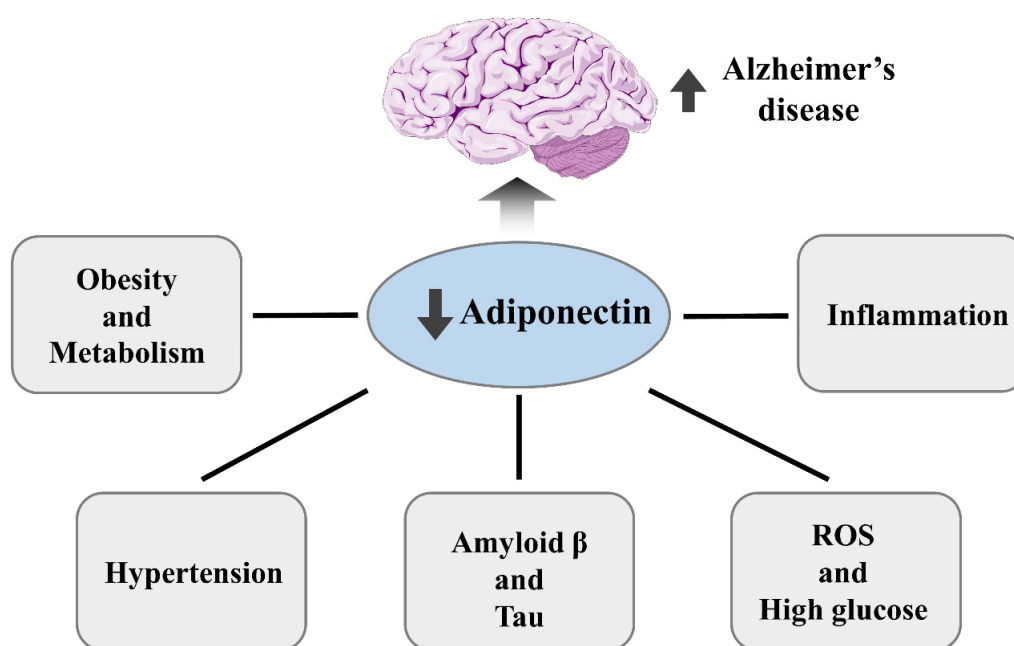 Alzheimer’s
disease
Adiponectin
Obesity
and
Metabolism
Inflammation
Hypertension
Amyloid β
and
Tau
ROS
and
High glucose